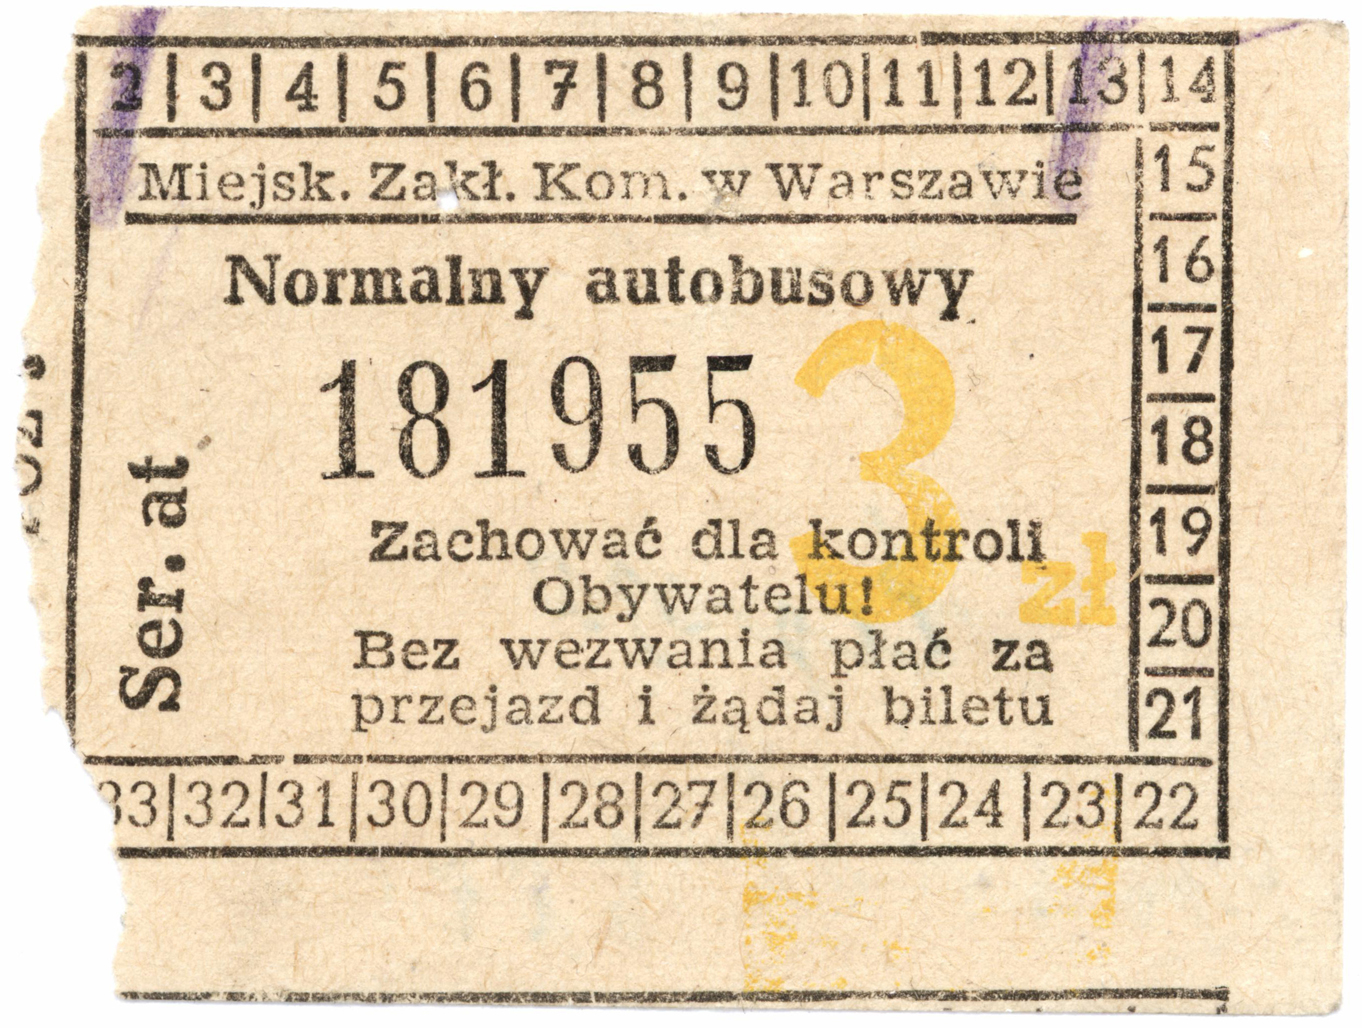 2 | 3 | 4 | 5 | 6 | 7 | 8 | 9 | 10 | 11 | 12 | 13 | 14
Miejsk. Zakł. Kom. w Warszawie
Normalny autobusowy
181955
3 zł
Ser. at
Zachować dla kontroli
Obywatelu!
Bez wezwania płać za
przejazd i żądaj biletu
15
16
17
18
19
20
21
33 | 32 | 31 | 30 | 29 | 28 | 27 | 26 | 25 | 24 | 23 | 22